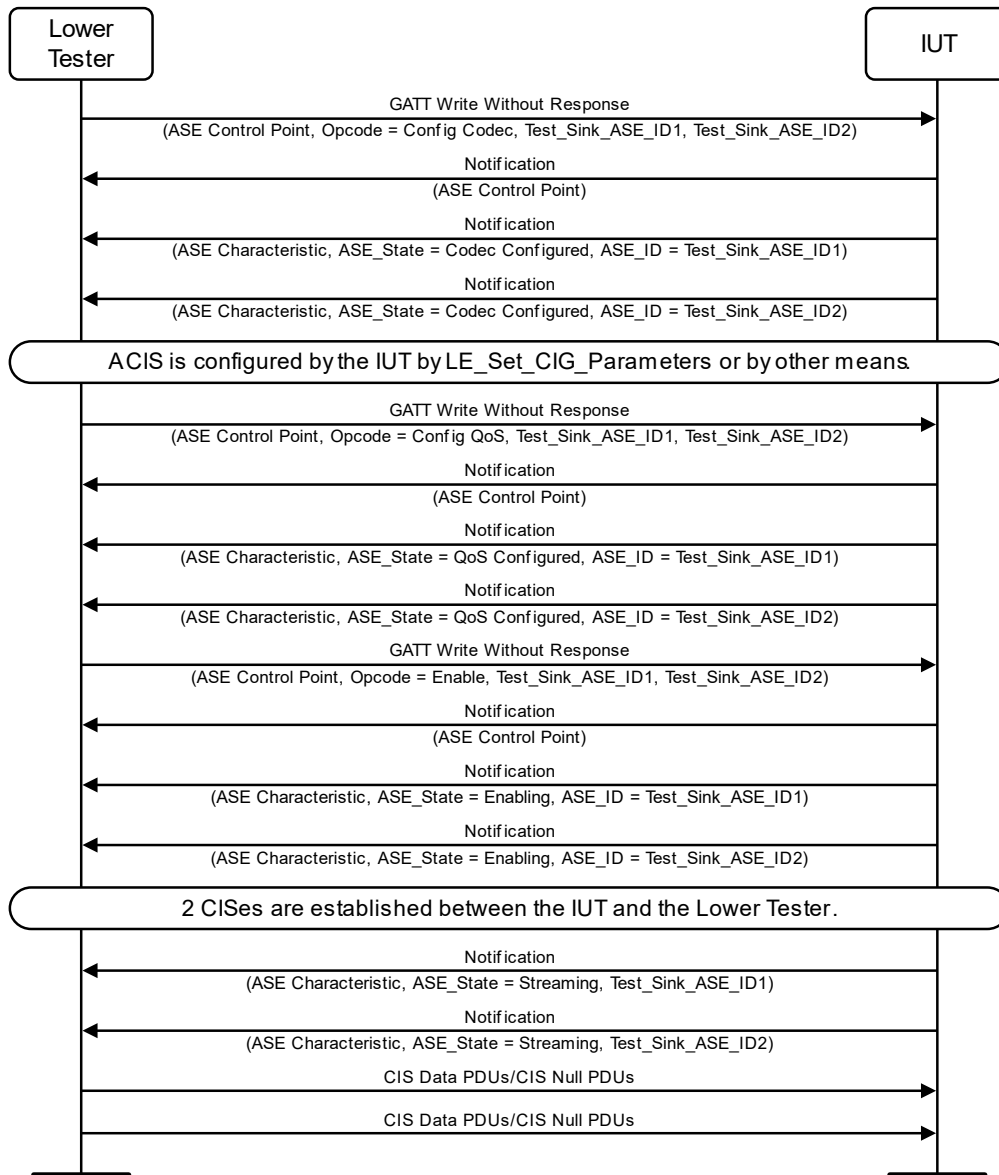 Lower
Tester
IUT
GATT Write Without Response
(ASE Control Point, Opcode = Config Codec, Test_Sink_ASE_ID1, Test_Sink_ASE_ID2)
Notification
(ASE Control Point)
Notification
(ASE Characteristic, ASE_State = Codec Configured, ASE_ID = Test_Sink_ASE_ID1)
Notification
(ASE Characteristic, ASE_State = Codec Configured, ASE_ID = Test_Sink_ASE_ID2)
A CIS is configured by the IUT by LE_Set_CIG_Parameters or by other means.
GATT Write Without Response
(ASE Control Point, Opcode = Config QoS, Test_Sink_ASE_ID1, Test_Sink_ASE_ID2)
Notification
(ASE Control Point)
Notification
(ASE Characteristic, ASE_State = QoS Configured, ASE_ID = Test_Sink_ASE_ID1)
Notification
(ASE Characteristic, ASE_State = QoS Configured, ASE_ID = Test_Sink_ASE_ID2)
GATT Write Without Response
(ASE Control Point, Opcode = Enable, Test_Sink_ASE_ID1, Test_Sink_ASE_ID2)
Notification
(ASE Control Point)
Notification
(ASE Characteristic, ASE_State = Enabling, ASE_ID = Test_Sink_ASE_ID1)
Notification
(ASE Characteristic, ASE_State = Enabling, ASE_ID = Test_Sink_ASE_ID2)
2 CISes are established between the IUT and the Lower Tester.
Notification
(ASE Characteristic, ASE_State = Streaming, Test_Sink_ASE_ID1)
Notification
(ASE Characteristic, ASE_State = Streaming, Test_Sink_ASE_ID2)
CIS Data PDUs/CIS Null PDUs
CIS Data PDUs/CIS Null PDUs